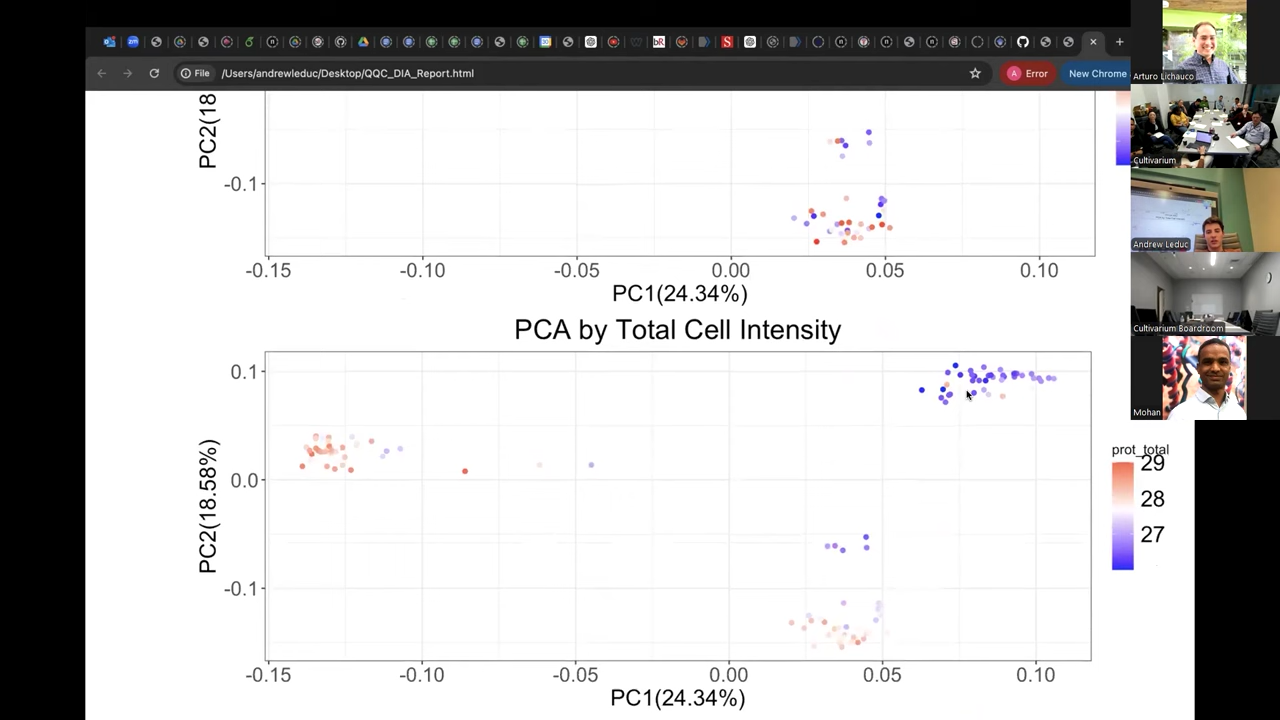 File
/Users/andrewleduc/Desktop/QQC_DIA_Report.html
Error
New Chrome
PC2(18
-0.1
-0.15 -0.10 -0.05 0.00 0.05 0.10
PC1(24.34%)
PCA by Total Cell Intensity
PC2(18.58%)
0.1
0.0
-0.1
-0.15 -0.10 -0.05 0.00 0.05 0.10
PC1(24.34%)
prot_total
29
28
27
Arturo Lichauco
Cultivarium
Andrew Leduc
Cultivarium Boardroom
Mohan